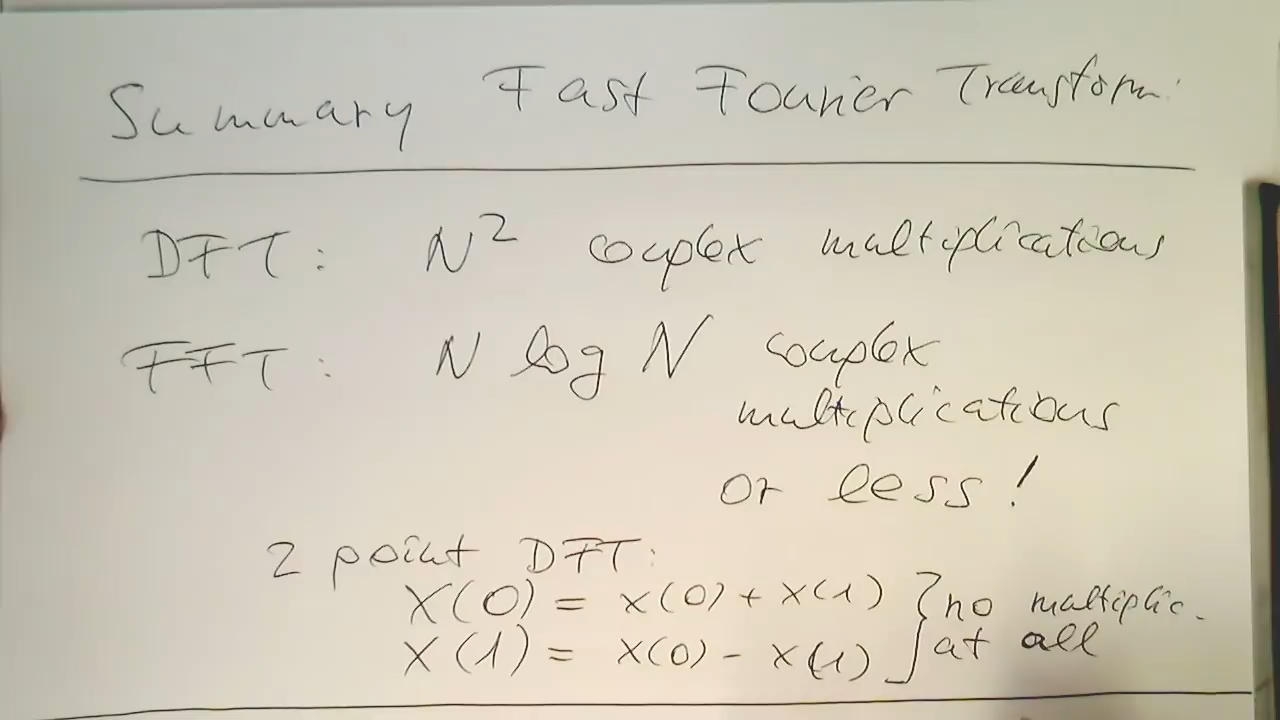 Summary Fast Fourier Transform:
DFT: N² complex multiplications
FFT: N log N complex
multiplications
or less!
2 point DFT:
X(0) = x(0) + x(1) } no multiplic.
X(1) = x(0) - x(1) } at all